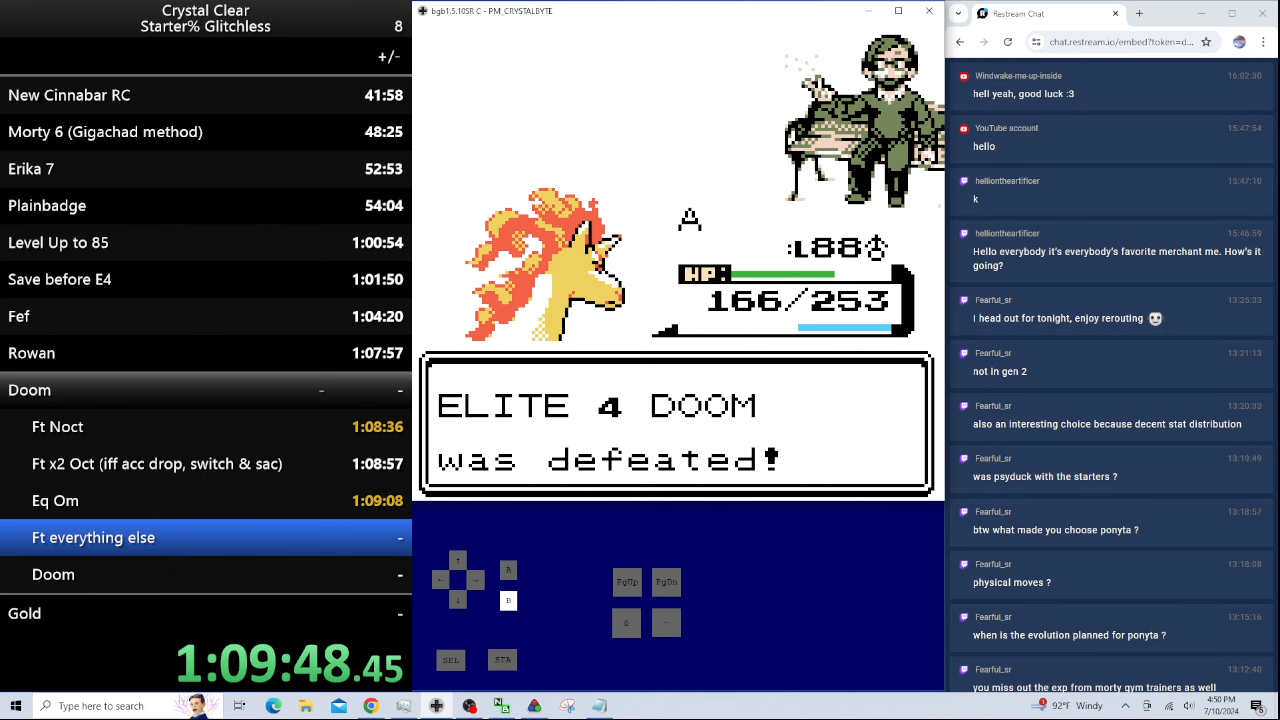 Crystal Clear
Starter% Glitchless
8
+/-
New Cinnabar RC 41:58
Morty 6 (Gigachad method) 48:25
Erika 7 52:53
Plainbadge 54:04
Level Up to 85 1:00:54
Save before E4 1:01:50
Jef 1:04:20
Rowan 1:07:57
Doom - -
Ft Noct 1:08:36
Ft x2 Oct (iff acc drop, switch & sac) 1:08:57
Eq Om 1:09:08
Ft everything else -
Doom -
Gold -
1:09:48.45
bgb1.5.10SR C - PM_CRYSTALBYTE
A
:L88♂
HP:
166/253
ELITE 4 DOOM
was defeated!
↑
← →
↓
A
B
PgUp PgDn
0 -
SEL STA
Restream Chat
chat.restream.io/embed?token=d...
Windwake-me-up-inside 16:02:30
hell yeah, good luck :3
YouTube account 15:47:54
hello
helliontheartificer 15:47:10
k
helliontheartificer 15:46:59
Hello everybody it's everybody's favorite merchant me. How's it
going?
Fearful_sr 13:25:33
I head out for tonight, enjoy rerouting
Fearful_sr 13:21:13
not in gen 2
Fearful_sr 13:20:33
also an interesting choice because decent stat distribution
Fearful_sr 13:19:49
was psyduck with the starters ?
Fearful_sr 13:18:57
btw what made you choose ponyta ?
Fearful_sr 13:18:08
physical moves ?
Fearful_sr 13:15:16
when is the evolution planned for ponyta ?
Fearful_sr 13:12:40
you miss out the exp from morty gym trainers as well
Type here to search
92°F Windy
4:50 PM
7/10/2024